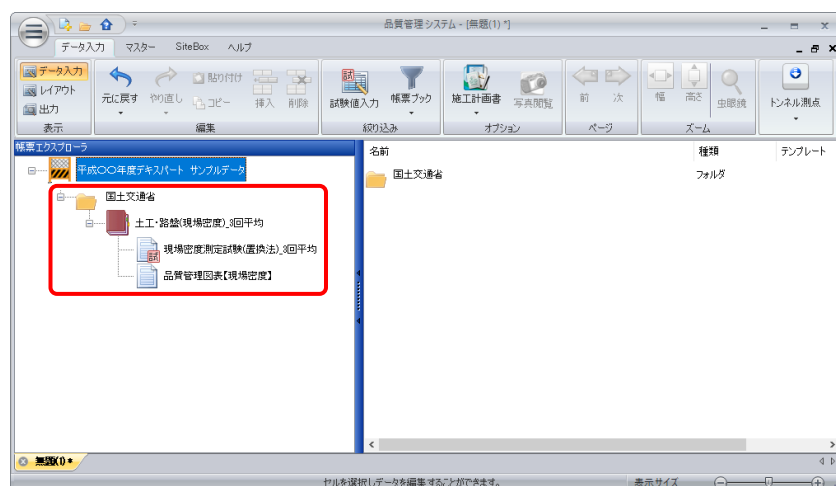 品質管理システム - [無題(1) *]
データ入力 マスター SiteBox ヘルプ
データ入力
レイアウト
出力
表示
元に戻す やり直し 貼り付け コピー 挿入 削除
編集
試験値入力 帳票ブック
絞り込み
施工計画書 写真閲覧
オプション
前 次
ページ
幅 高さ 虫眼鏡
ズーム
トンネル測点
帳票エクスプローラ
平成〇〇年度デキスパート サンプルデータ
国土交通省
土工・路盤(現場密度)_3回平均
現場密度測定試験(置換法)_3回平均
品質管理図表【現場密度】
名前 種類 テンプレート
国土交通省 フォルダ
無題(1) *
セルを選択しデータを編集することができます。 表示サイズ